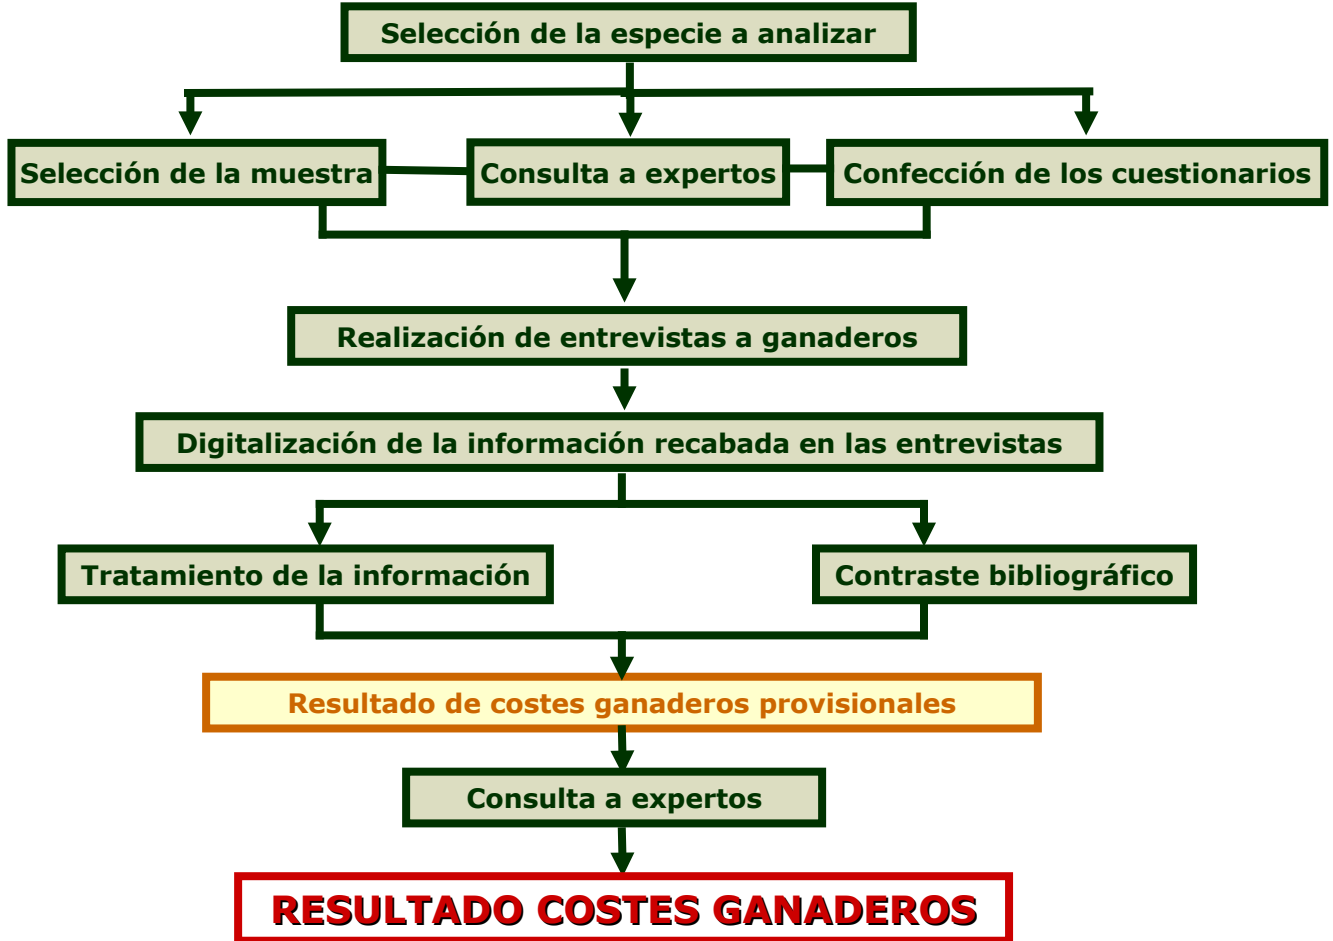 Selección de la especie a analizar
Selección de la muestra
Consulta a expertos
Confección de los cuestionarios
Realización de entrevistas a ganaderos
Digitalización de la información recabada en las entrevistas
Tratamiento de la información
Contraste bibliográfico
Resultado de costes ganaderos provisionales
Consulta a expertos
RESULTADO COSTES GANADEROS